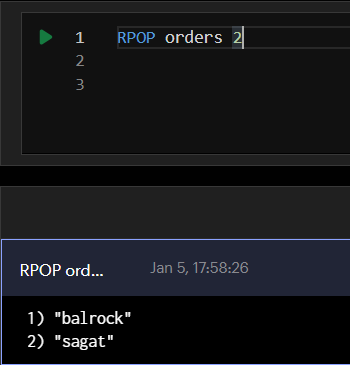 1 RPOP orders 2
2
3
RPOP ord... Jan 5, 17:58:26
1) "balrock"
2) "sagat"